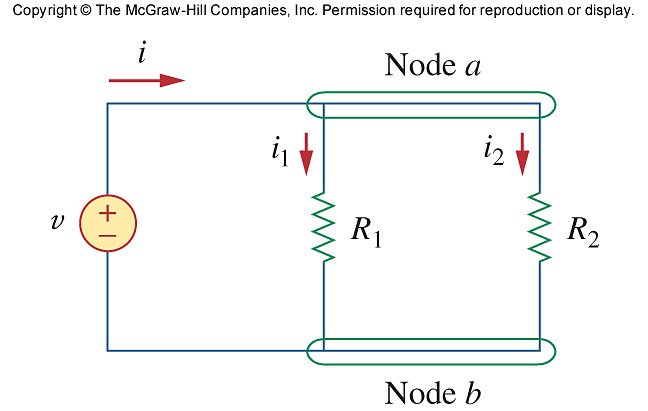 Copyright © The McGraw-Hill Companies, Inc. Permission required for reproduction or display.
i
Node a
i₁
i₂
+
−
v
R₁
R₂
Node b